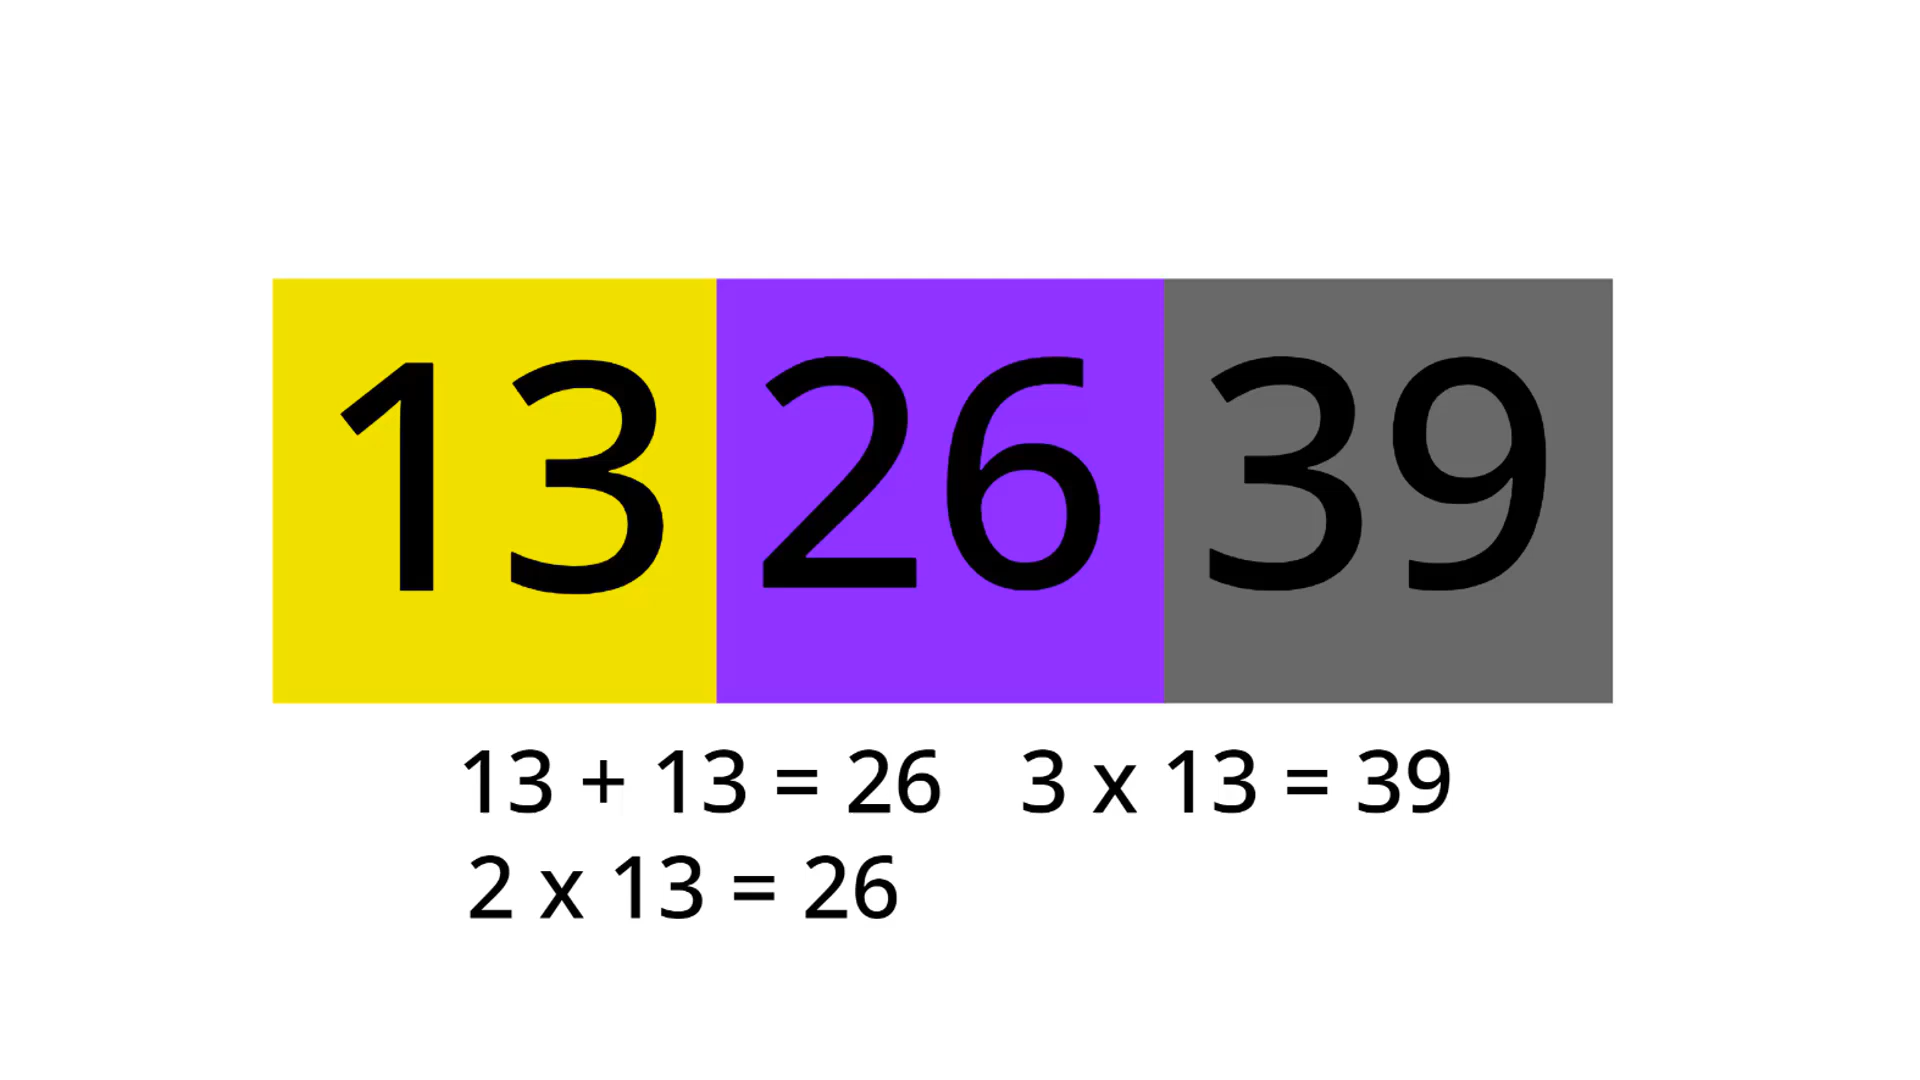 13 26 39
13 + 13 = 26 3 x 13 = 39
2 x 13 = 26